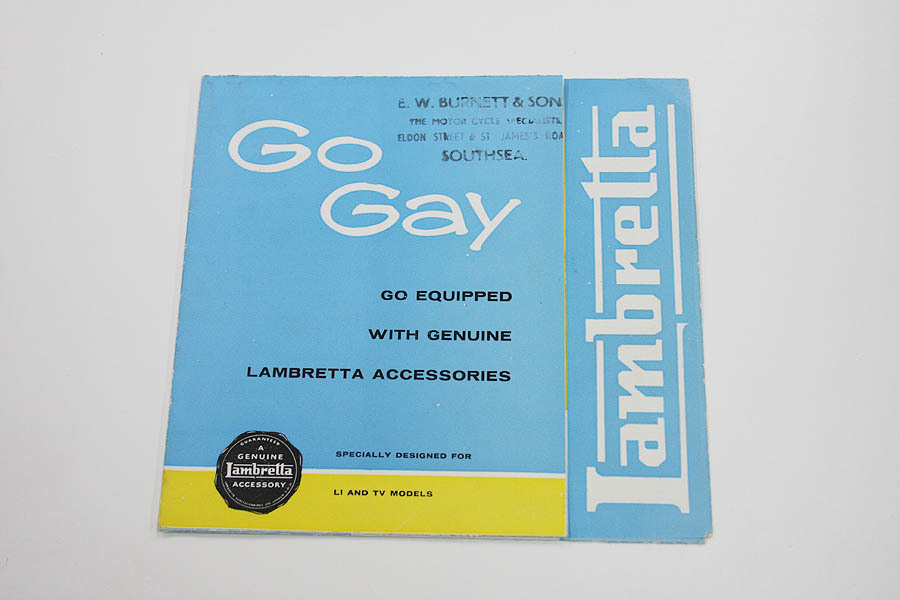 E. W. BURNETT & SON
THE MOTOR CYCLE SPECIALISTS,
ELDON STREET & ST. JAMES'S ROA
SOUTHSEA.
Go
Gay
GO EQUIPPED
WITH GENUINE
LAMBRETTA ACCESSORIES
SPECIALLY DESIGNED FOR
LI AND TV MODELS
GUARANTEED
A
GENUINE
Lambretta
ACCESSORY
Lambretta